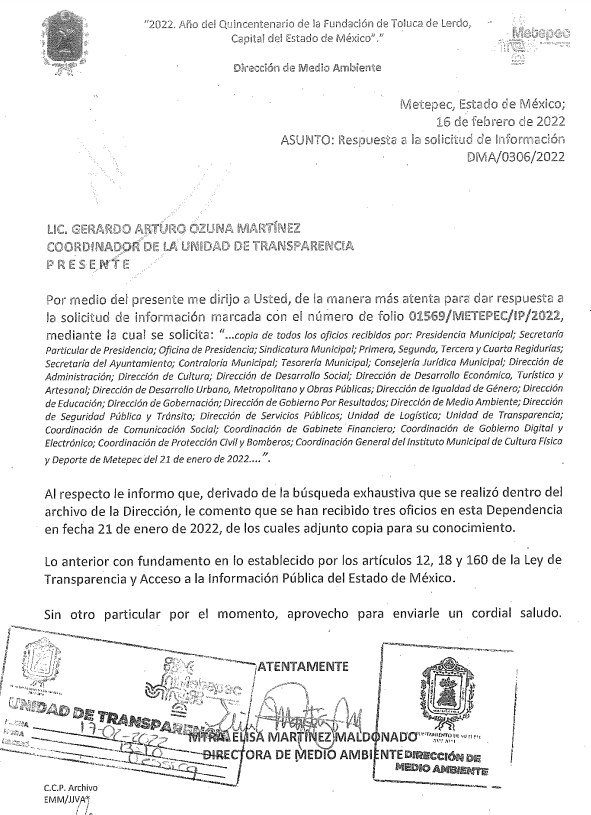 "2022. Año del Quincentenario de la Fundación de Toluca de Lerdo,
Capital del Estado de México"."
Metepec
Dirección de Medio Ambiente
Metepec, Estado de México;
16 de febrero de 2022
ASUNTO: Respuesta a la solicitud de Información
DMA/0306/2022
LIC. GERARDO ARTURO OZUNA MARTÍNEZ
COORDINADOR DE LA UNIDAD DE TRANSPARENCIA
P R E S E N T E
Por medio del presente me dirijo a Usted, de la manera más atenta para dar respuesta a
la solicitud de información marcada con el número de folio 01569/METEPEC/IP/2022,
mediante la cual se solicita: "...copia de todos los oficios recibidos por: Presidencia Municipal; Secretaría
Particular de Presidencia; Oficina de Presidencia; Sindicatura Municipal; Primera, Segundo, Tercera y Cuarta Regidurías;
Secretaría del Ayuntamiento; Contraloría Municipal; Tesorería Municipal; Consejería Jurídica Municipal; Dirección de
Administración; Dirección de Cultura; Dirección de Desarrollo Social; Dirección de Desarrollo Económico, Turístico y
Artesanal; Dirección de Desarrollo Urbano, Metropolitano y Obras Públicas; Dirección de Igualdad de Género; Dirección
de Educación; Dirección de Gobernación; Dirección de Gobierno Por Resultados; Dirección de Medio Ambiente; Dirección
de Seguridad Pública y Tránsito; Dirección de Servicios Públicos; Unidad de Logística; Unidad de Transparencia;
Coordinación de Comunicación Social; Coordinación de Gabinete Financiero; Coordinación de Gobierno Digital y
Electrónico; Coordinación de Protección Civil y Bomberos; Coordinación General del Instituto Municipal de Cultura Física
y Deporte de Metepec del 21 de enero de 2022....".
Al respecto le informo que, derivado de la búsqueda exhaustiva que se realizó dentro del
archivo de la Dirección, le comento que se han recibido tres oficios en esta Dependencia
en fecha 21 de enero de 2022, de los cuales adjunto copia para su conocimiento.
Lo anterior con fundamento en lo establecido por los artículos 12, 18 y 160 de la Ley de
Transparencia y Acceso a la Información Pública del Estado de México.
Sin otro particular por el momento, aprovecho para enviarle un cordial saludo.
ATENTAMENTE
UNIDAD DE TRANSPARENCIA
17-02-2022
MTRA. ELISA MARTÍNEZ MALDONADO
DIRECTORA DE MEDIO AMBIENTE
DIRECCIÓN DE
MEDIO AMBIENTE
C.C.P. Archivo
EMM/JJVA